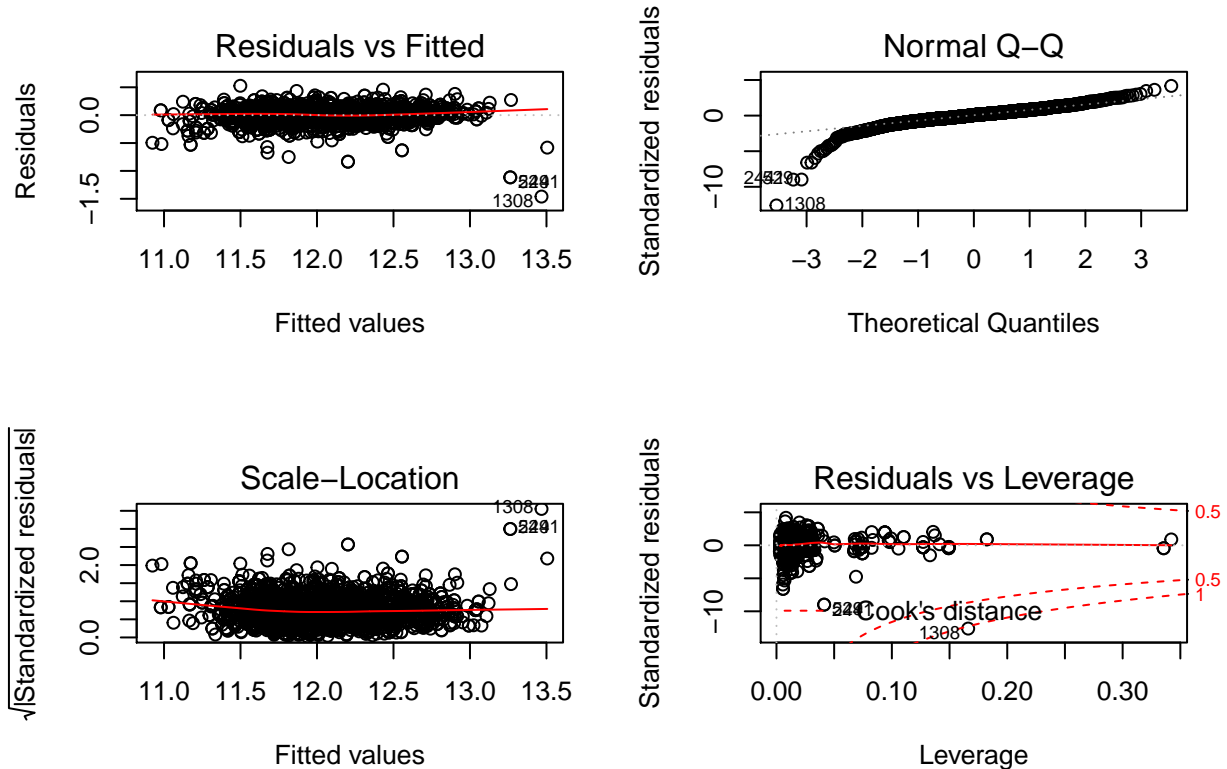 Residuals vs Fitted
Residuals
0.0
−1.5
1308
11.0 11.5 12.0 12.5 13.0 13.5
Fitted values
Normal Q−Q
Standardized residuals
0
−10
1308
−3 −2 −1 0 1 2 3
Theoretical Quantiles
Scale−Location
√|Standardized residuals|
2.0
0.0
1308
11.0 11.5 12.0 12.5 13.0 13.5
Fitted values
Residuals vs Leverage
Standardized residuals
0
−10
0.5
0.5
1
Cook's distance
1308
0.00 0.10 0.20 0.30
Leverage